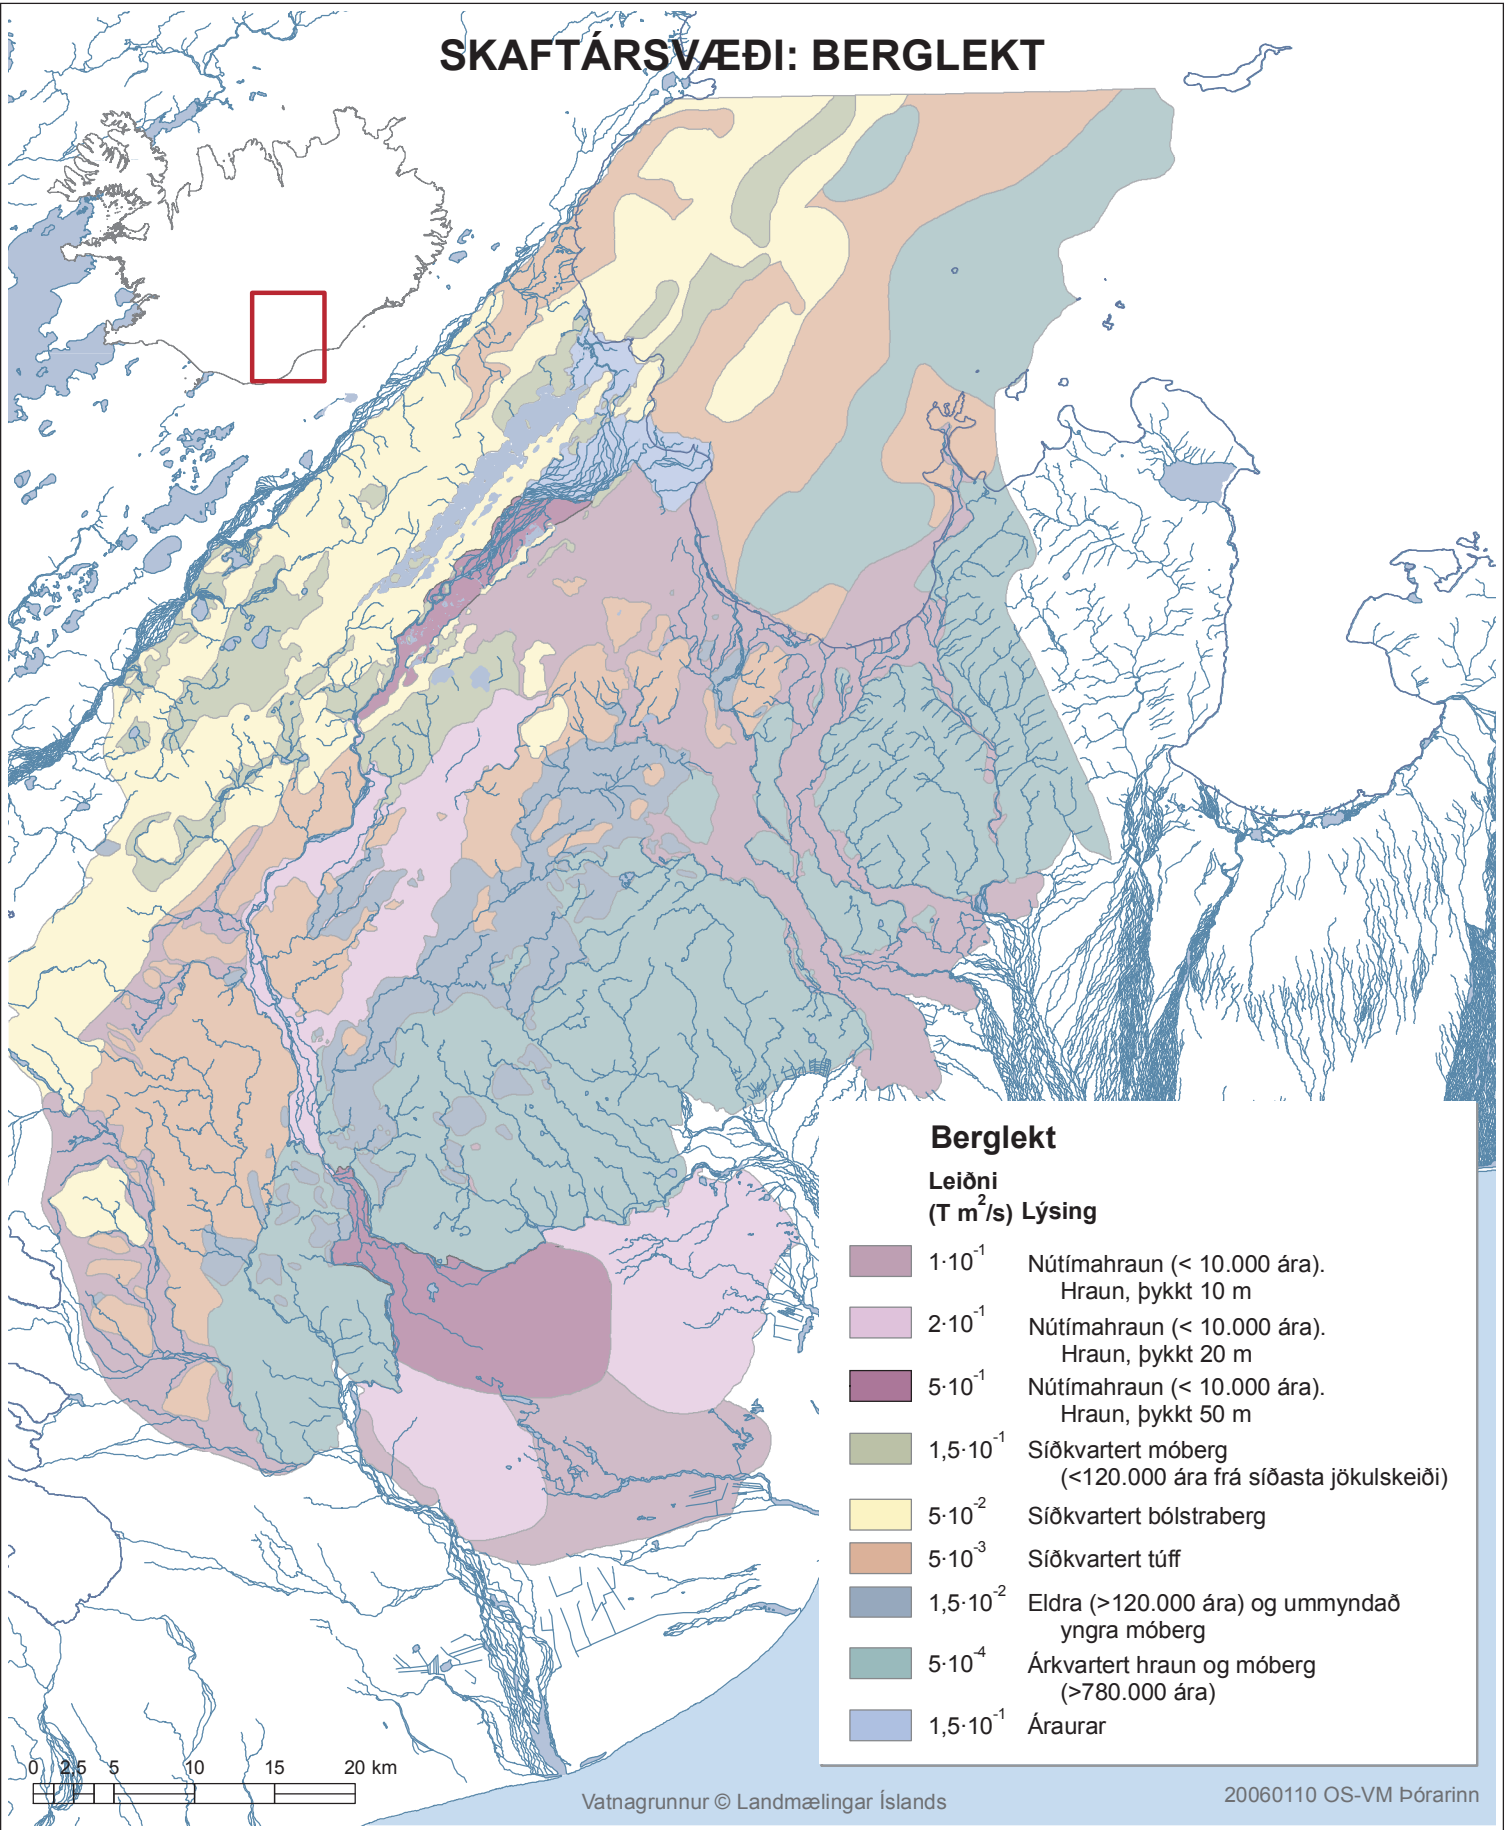 SKAFTÁRSVÆÐI: BERGLEKT
Berglekt
Leiðni
(T m²/s) Lýsing
1·10⁻¹ Nútímahraun (< 10.000 ára).
Hraun, þykkt 10 m
2·10⁻¹ Nútímahraun (< 10.000 ára).
Hraun, þykkt 20 m
5·10⁻¹ Nútímahraun (< 10.000 ára).
Hraun, þykkt 50 m
1,5·10⁻¹ Síðkvartert móberg
(<120.000 ára frá síðasta jökulskeiði)
5·10⁻² Síðkvartert bólstraberg
5·10⁻³ Síðkvartert túff
1,5·10⁻² Eldra (>120.000 ára) og ummyndað
yngra móberg
5·10⁻⁴ Árkvartert hraun og móberg
(>780.000 ára)
1,5·10⁻¹ Áraurar
0 2,5 5 10 15 20 km
Vatnagrunnur © Landmælingar Íslands
20060110 OS-VM Þórarinn